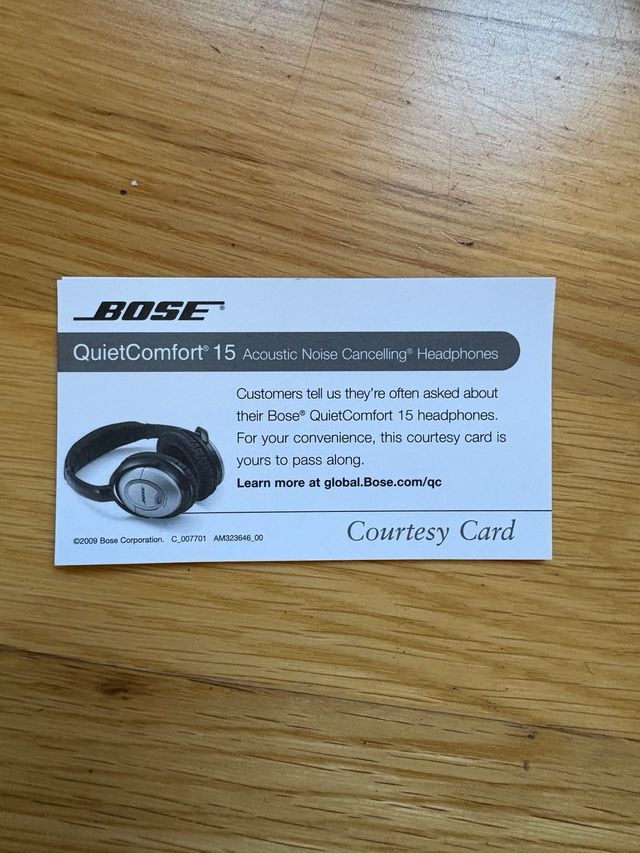 BOSE®
QuietComfort® 15 Acoustic Noise Cancelling® Headphones
Customers tell us they're often asked about
their Bose® QuietComfort 15 headphones.
For your convenience, this courtesy card is
yours to pass along.
Learn more at global.Bose.com/qc
BOSE
©2009 Bose Corporation. C_007701 AM323646_00
Courtesy Card